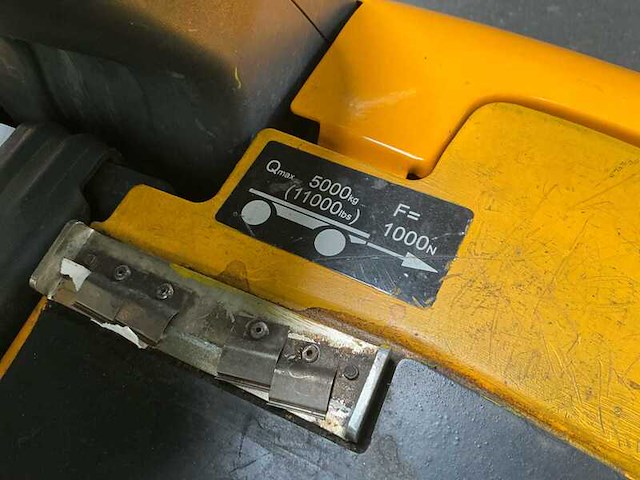 Qmax 5000kg
(11000lbs)
F=
1000N